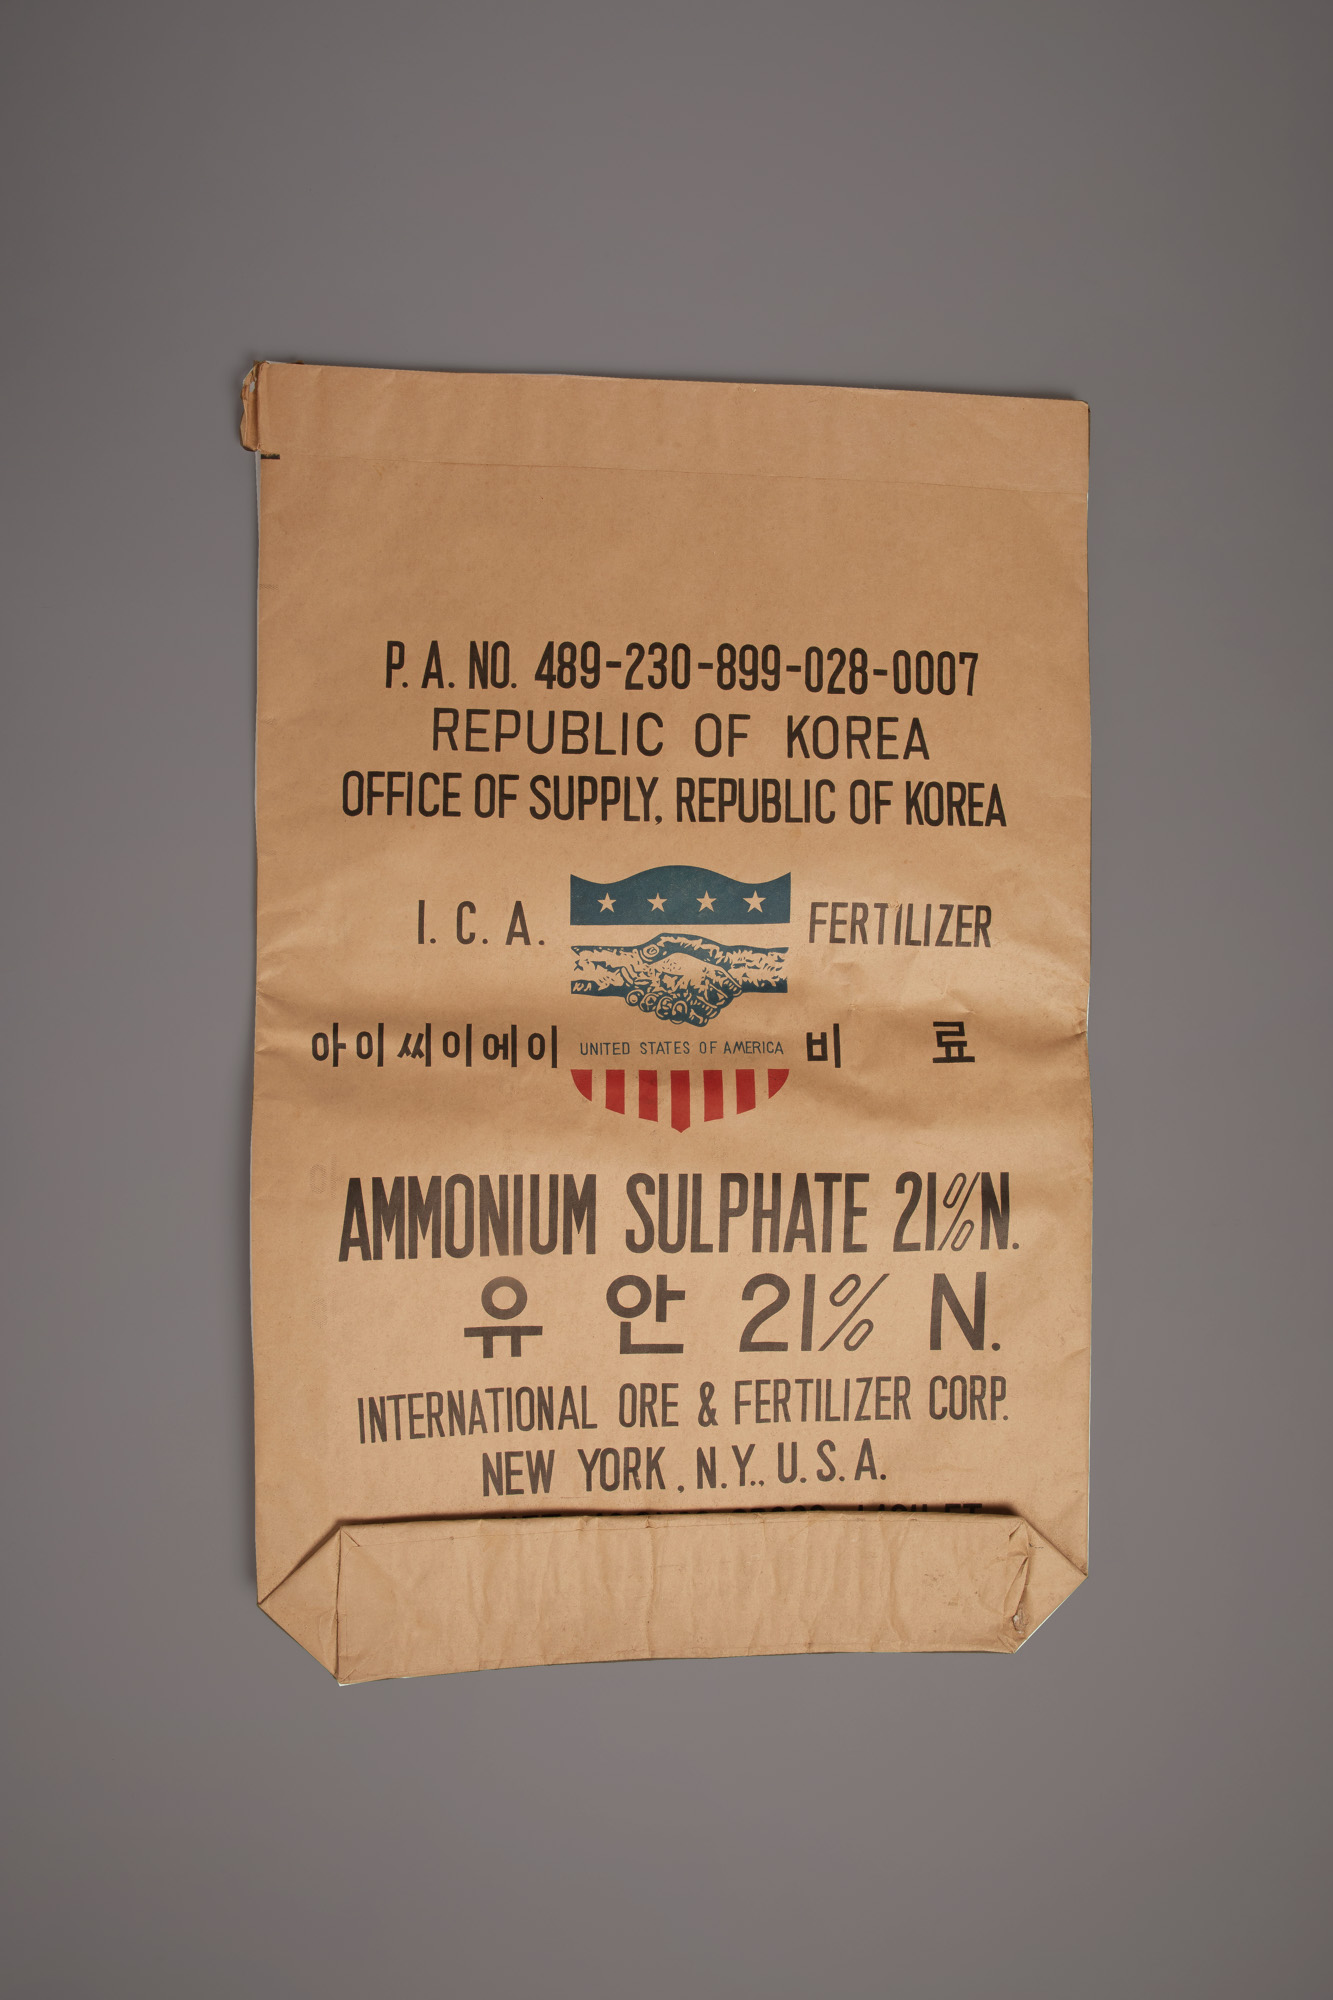 P. A. NO. 489-230-899-028-0007
REPUBLIC OF KOREA
OFFICE OF SUPPLY, REPUBLIC OF KOREA
I. C. A. FERTILIZER
아이씨이에이 UNITED STATES OF AMERICA 비 료
AMMONIUM SULPHATE 21% N.
유 안 21% N.
INTERNATIONAL ORE & FERTILIZER CORP.
NEW YORK, N.Y., U.S.A.